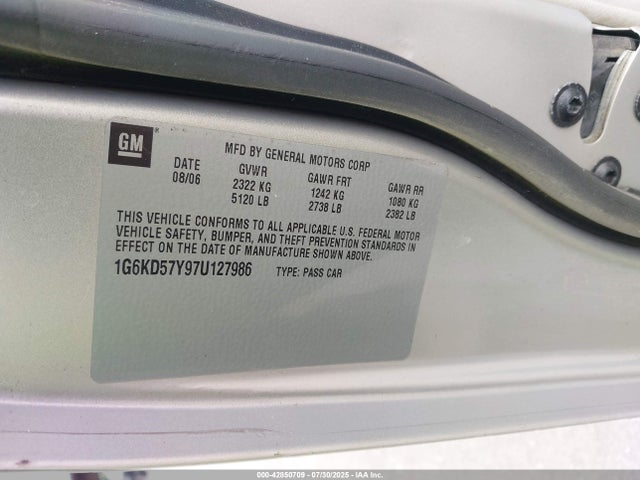 GM
MFD BY GENERAL MOTORS CORP
DATE GVWR GAWR FRT GAWR RR
08/06 2322 KG 1242 KG 1080 KG
5120 LB 2738 LB 2382 LB
THIS VEHICLE CONFORMS TO ALL APPLICABLE U.S. FEDERAL MOTOR
VEHICLE SAFETY, BUMPER, AND THEFT PREVENTION STANDARDS IN
EFFECT ON THE DATE OF MANUFACTURE SHOWN ABOVE.
1G6KD57Y97U127986 TYPE: PASS CAR
000-42850709 - 07/30/2025 - IAA Inc.